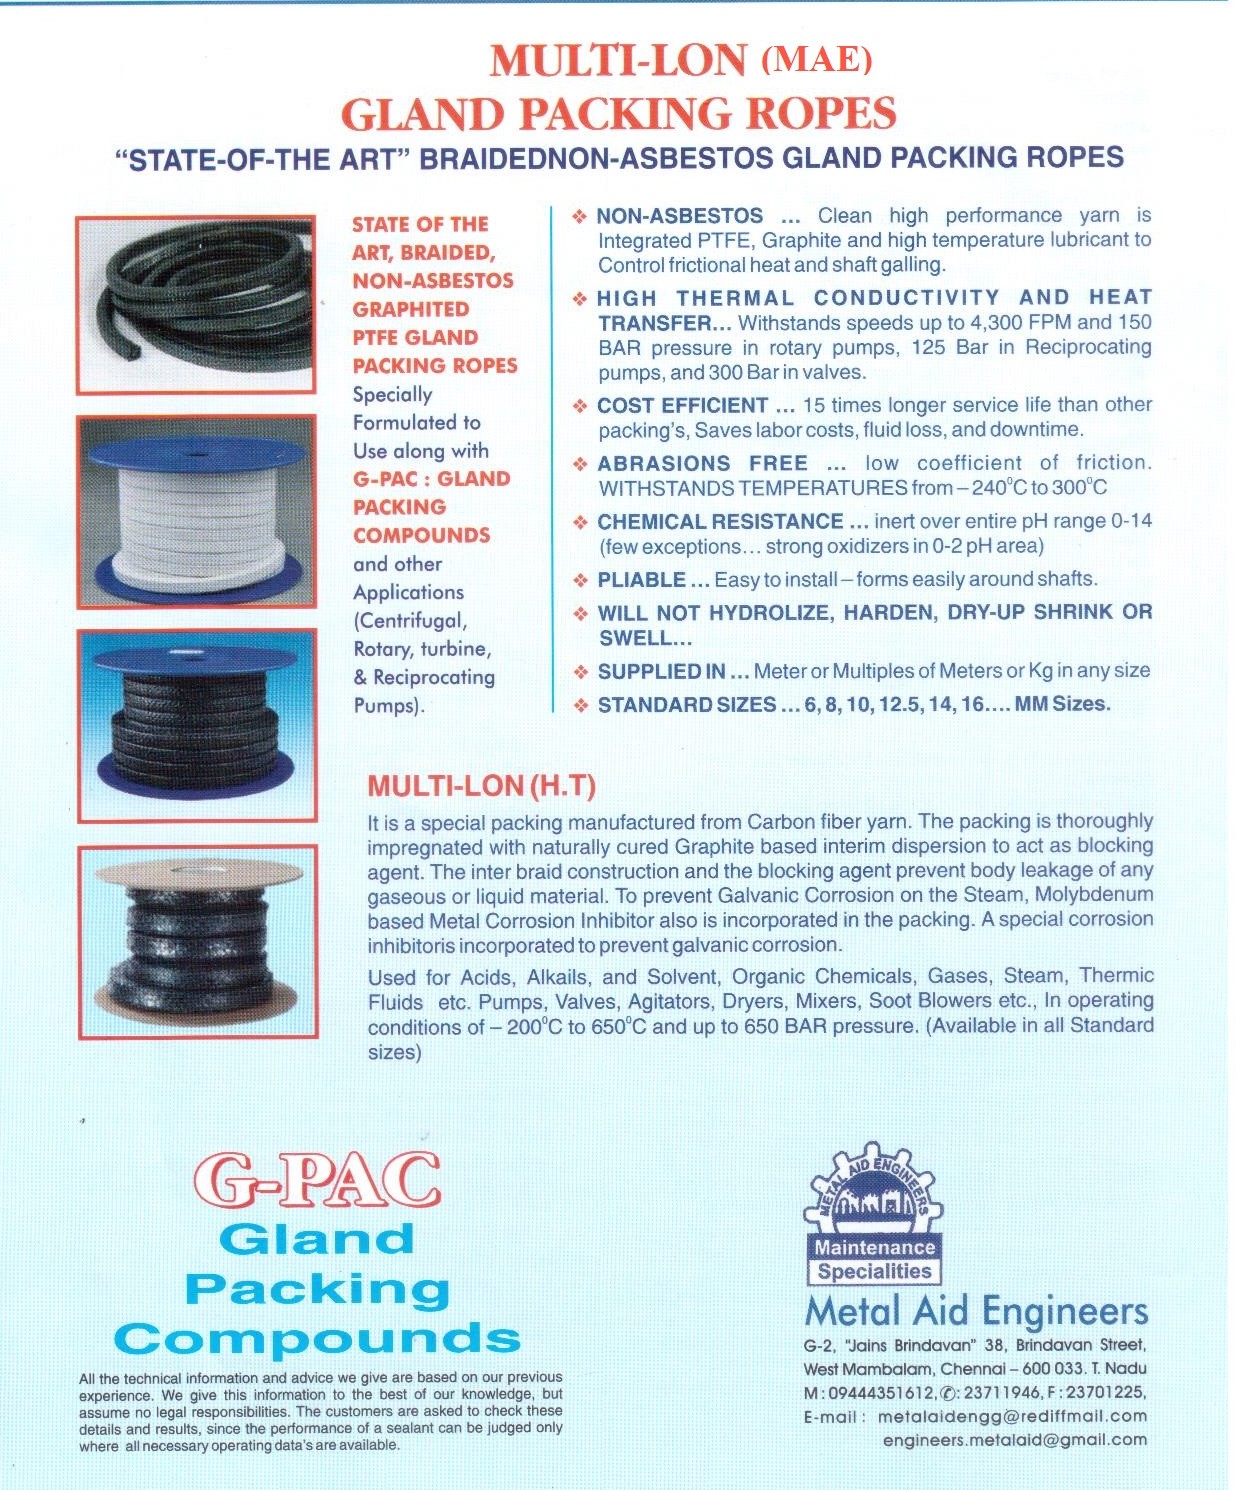 MULTI-LON (MAE)
GLAND PACKING ROPES
“STATE-OF-THE ART” BRAIDEDNON-ASBESTOS GLAND PACKING ROPES
STATE OF THE
ART, BRAIDED,
NON-ASBESTOS
GRAPHITED
PTFE GLAND
PACKING ROPES
Specially
Formulated to
Use along with
G-PAC : GLAND
PACKING
COMPOUNDS
and other
Applications
(Centrifugal,
Rotary, turbine,
& Reciprocating
Pumps).
❖ NON-ASBESTOS ... Clean high performance yarn is
Integrated PTFE, Graphite and high temperature lubricant to
Control frictional heat and shaft galling.
❖ HIGH THERMAL CONDUCTIVITY AND HEAT
TRANSFER... Withstands speeds up to 4,300 FPM and 150
BAR pressure in rotary pumps, 125 Bar in Reciprocating
pumps, and 300 Bar in valves.
❖ COST EFFICIENT ... 15 times longer service life than other
packing's, Saves labor costs, fluid loss, and downtime.
❖ ABRASIONS FREE ... low coefficient of friction.
WITHSTANDS TEMPERATURES from – 240⁰C to 300⁰C
❖ CHEMICAL RESISTANCE ... inert over entire pH range 0-14
(few exceptions... strong oxidizers in 0-2 pH area)
❖ PLIABLE ... Easy to install – forms easily around shafts.
❖ WILL NOT HYDROLIZE, HARDEN, DRY-UP SHRINK OR
SWELL...
❖ SUPPLIED IN ... Meter or Multiples of Meters or Kg in any size
❖ STANDARD SIZES ... 6, 8, 10, 12.5, 14, 16.... MM Sizes.
MULTI-LON (H.T)
It is a special packing manufactured from Carbon fiber yarn. The packing is thoroughly
impregnated with naturally cured Graphite based interim dispersion to act as blocking
agent. The inter braid construction and the blocking agent prevent body leakage of any
gaseous or liquid material. To prevent Galvanic Corrosion on the Steam, Molybdenum
based Metal Corrosion Inhibitor also is incorporated in the packing. A special corrosion
inhibitoris incorporated to prevent galvanic corrosion.
Used for Acids, Alkails, and Solvent, Organic Chemicals, Gases, Steam, Thermic
Fluids etc. Pumps, Valves, Agitators, Dryers, Mixers, Soot Blowers etc., In operating
conditions of – 200⁰C to 650⁰C and up to 650 BAR pressure. (Available in all Standard
sizes)
G-PAC
Gland
Packing
Compounds
All the technical information and advice we give are based on our previous
experience. We give this information to the best of our knowledge, but
assume no legal responsibilities. The customers are asked to check these
details and results, since the performance of a sealant can be judged only
where all necessary operating data's are available.
METAL AID ENGINEERS
Maintenance
Specialities
Metal Aid Engineers
G-2, “Jains Brindavan” 38, Brindavan Street,
West Mambalam, Chennai – 600 033. T. Nadu
M : 09444351612, ✆: 23711946, F : 23701225,
E-mail : metalaidengg@rediffmail.com
engineers.metalaid@gmail.com